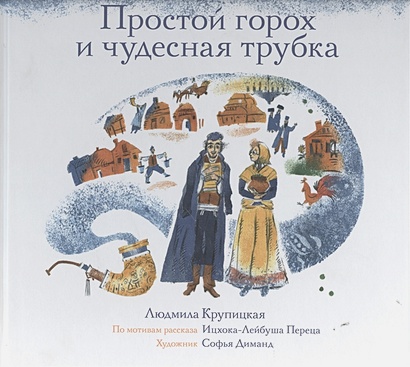 Простой горох
и чудесная трубка
Людмила Крупицкая
По мотивам рассказа Ицхока-Лейбуша Переца
Художник Софья Диманд